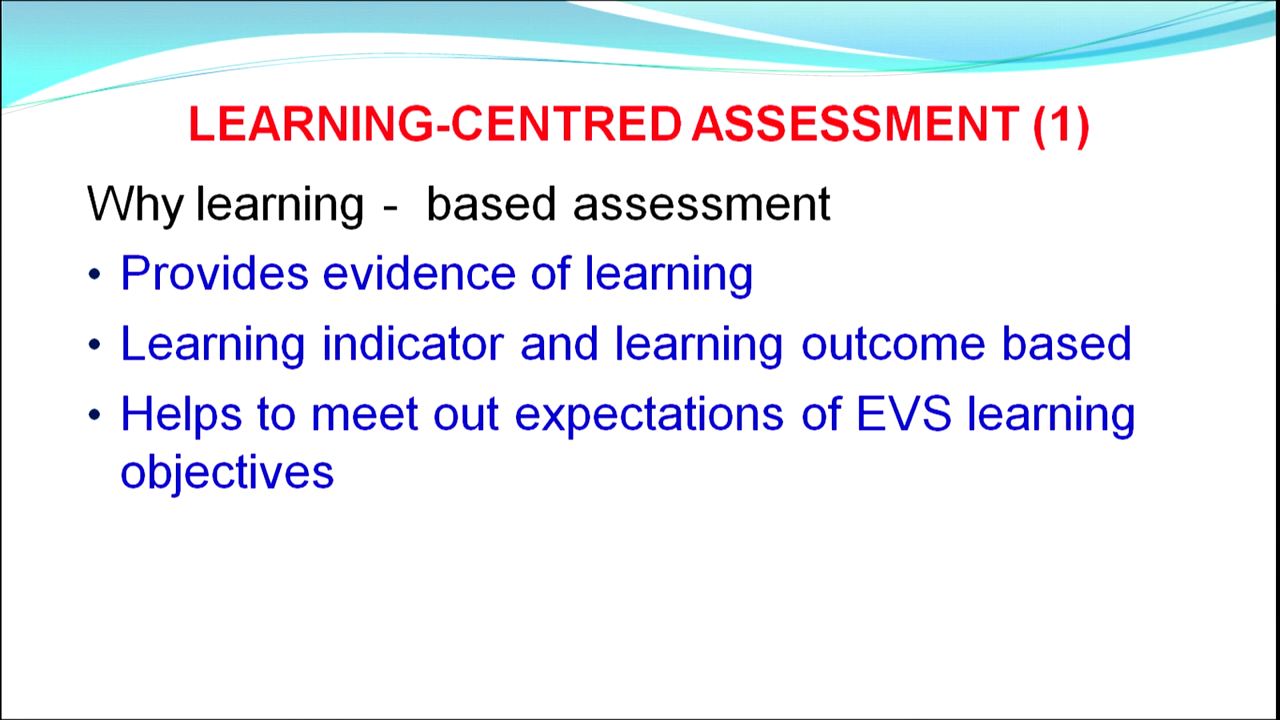 LEARNING-CENTRED ASSESSMENT (1)
Why learning - based assessment
• Provides evidence of learning
• Learning indicator and learning outcome based
• Helps to meet out expectations of EVS learning
objectives